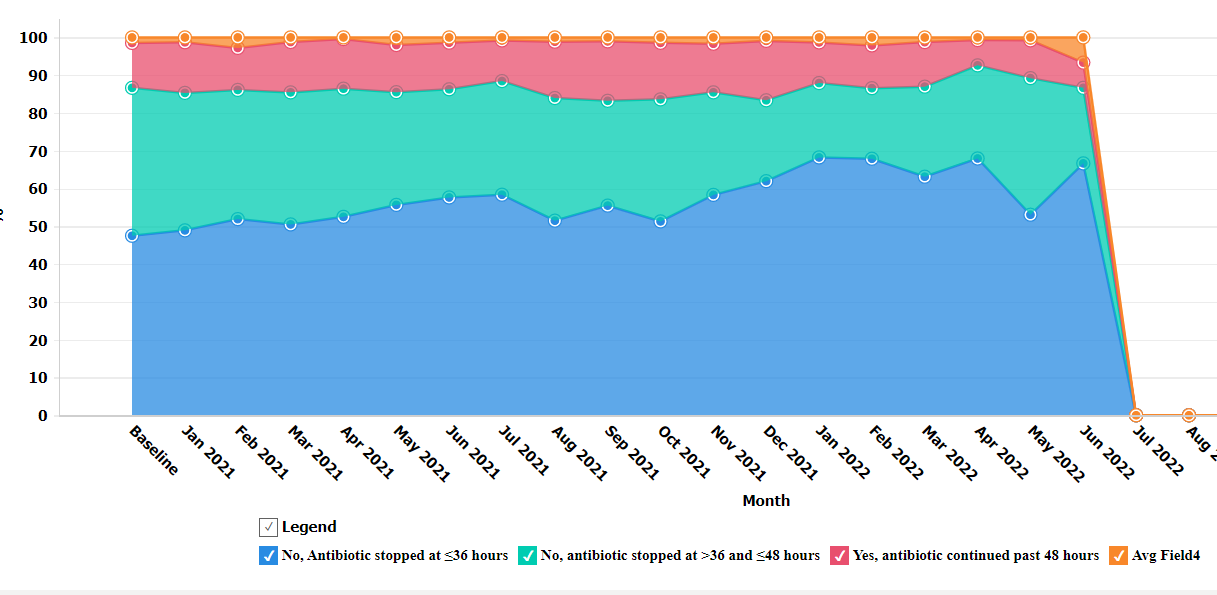 100
90
80
70
60
50
40
30
20
10
0
%
Baseline
Jan 2021
Feb 2021
Mar 2021
Apr 2021
May 2021
Jun 2021
Jul 2021
Aug 2021
Sep 2021
Oct 2021
Nov 2021
Dec 2021
Jan 2022
Feb 2022
Mar 2022
Apr 2022
May 2022
Jun 2022
Jul 2022
Aug 2
Month
Legend
No, Antibiotic stopped at ≤36 hours No, antibiotic stopped at >36 and ≤48 hours Yes, antibiotic continued past 48 hours Avg Field4